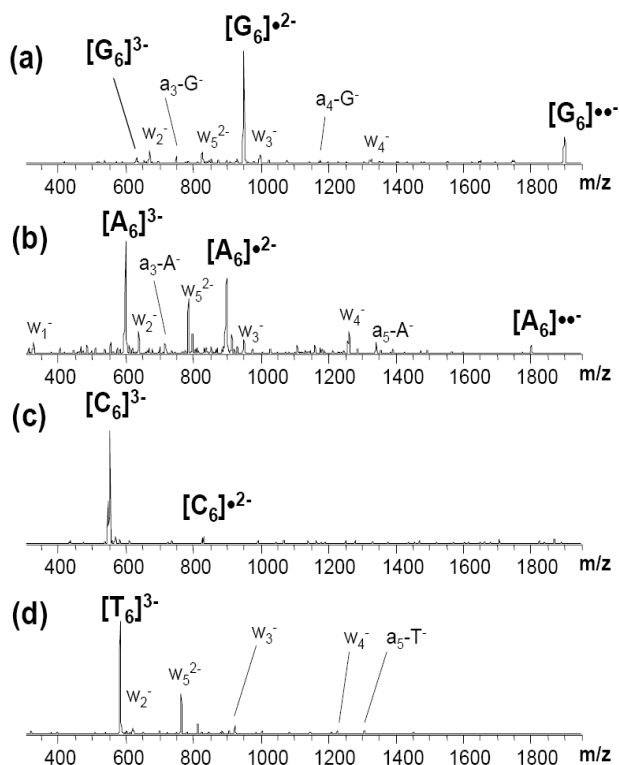 (a)
[G₆]³⁻
a₃-G⁻
w₂⁻
w₅²⁻
[G₆]•²⁻
w₃⁻
a₄-G⁻
w₄⁻
[G₆]••⁻
400 600 800 1000 1200 1400 1600 1800 m/z
(b)
[A₆]³⁻
a₃-A⁻
w₁⁻
w₂⁻
w₅²⁻
[A₆]•²⁻
w₃⁻
w₄⁻
a₅-A⁻
[A₆]••⁻
400 600 800 1000 1200 1400 1600 1800 m/z
(c)
[C₆]³⁻
[C₆]•²⁻
400 600 800 1000 1200 1400 1600 1800 m/z
(d)
[T₆]³⁻
w₂⁻
w₅²⁻
w₃⁻
w₄⁻
a₅-T⁻
400 600 800 1000 1200 1400 1600 1800 m/z